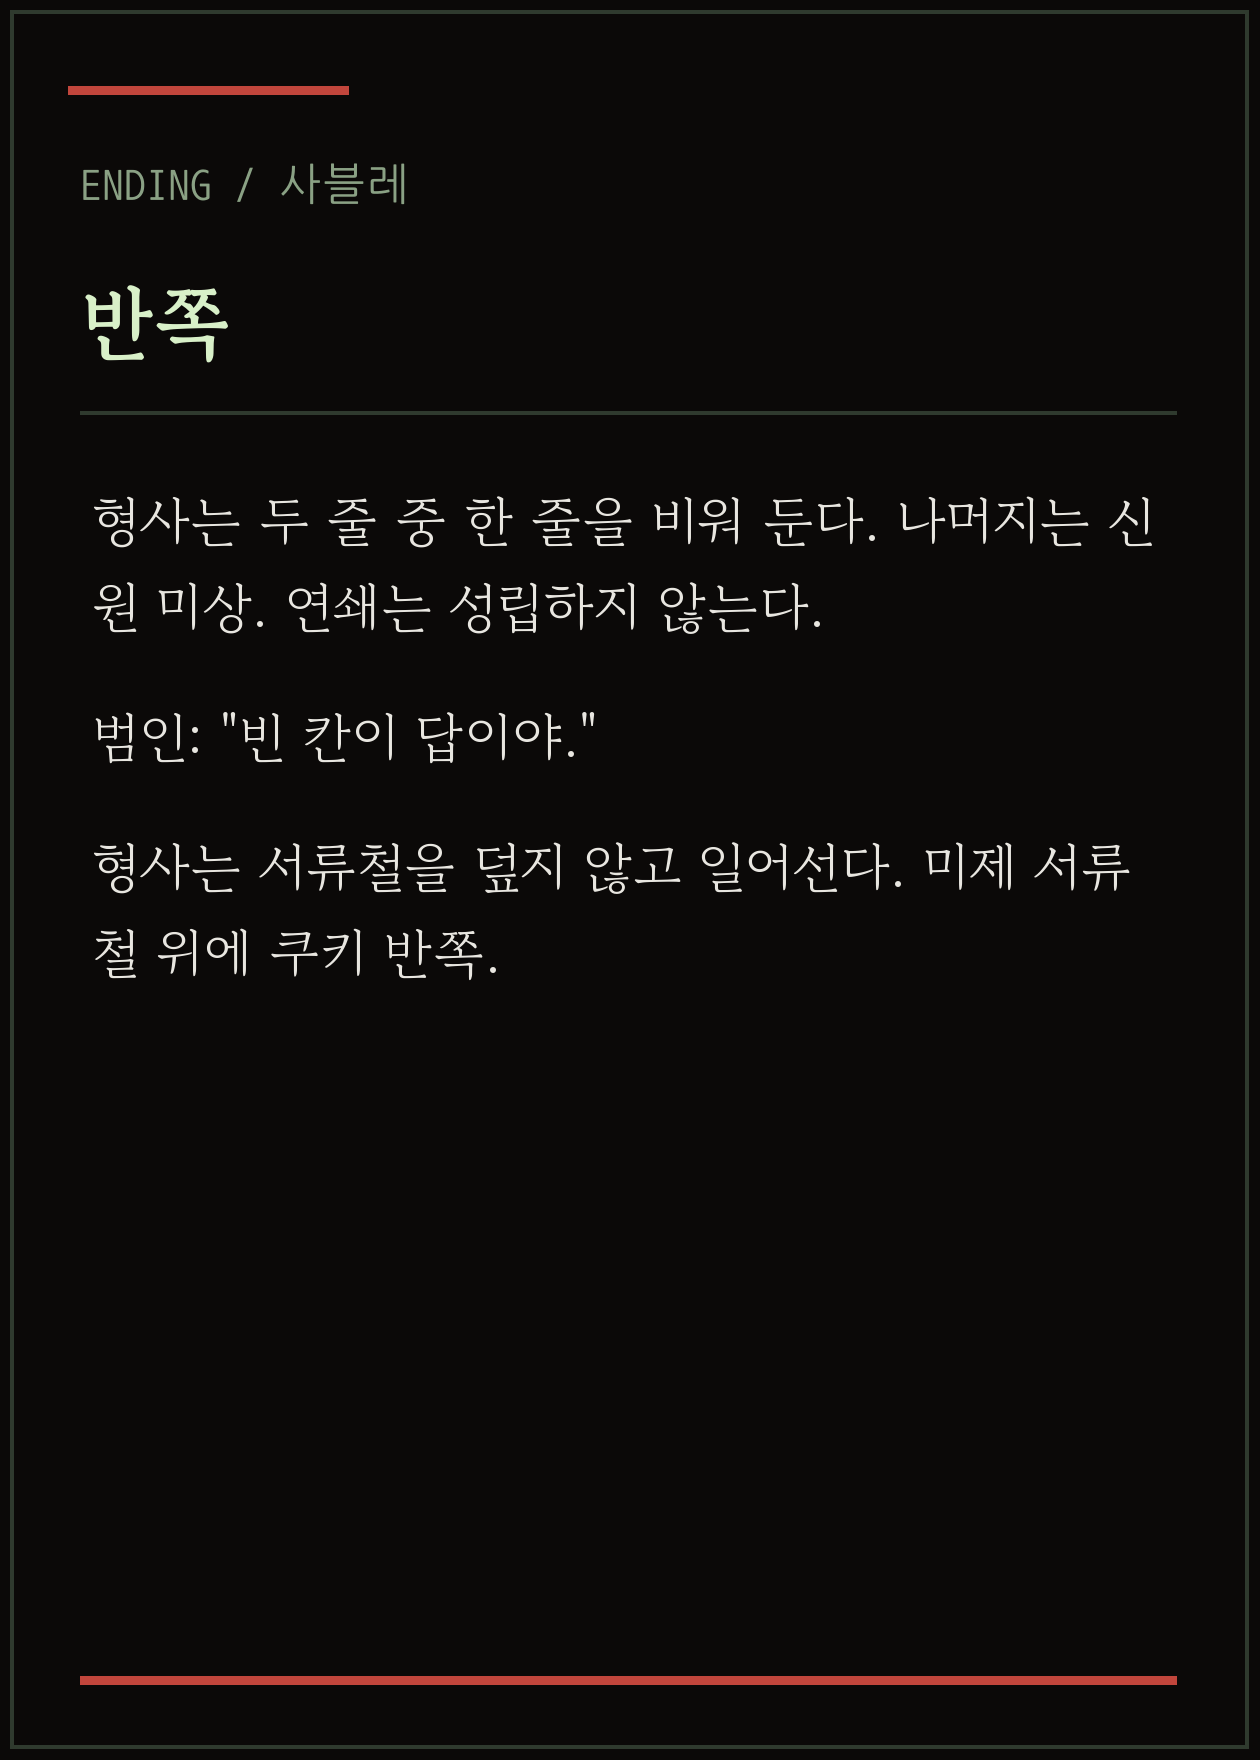 ENDING / 사블레
반쪽
형사는 두 줄 중 한 줄을 비워 둔다. 나머지는 신
원 미상. 연쇄는 성립하지 않는다.
범인: "빈 칸이 답이야."
형사는 서류철을 덮지 않고 일어선다. 미제 서류
철 위에 쿠키 반쪽.